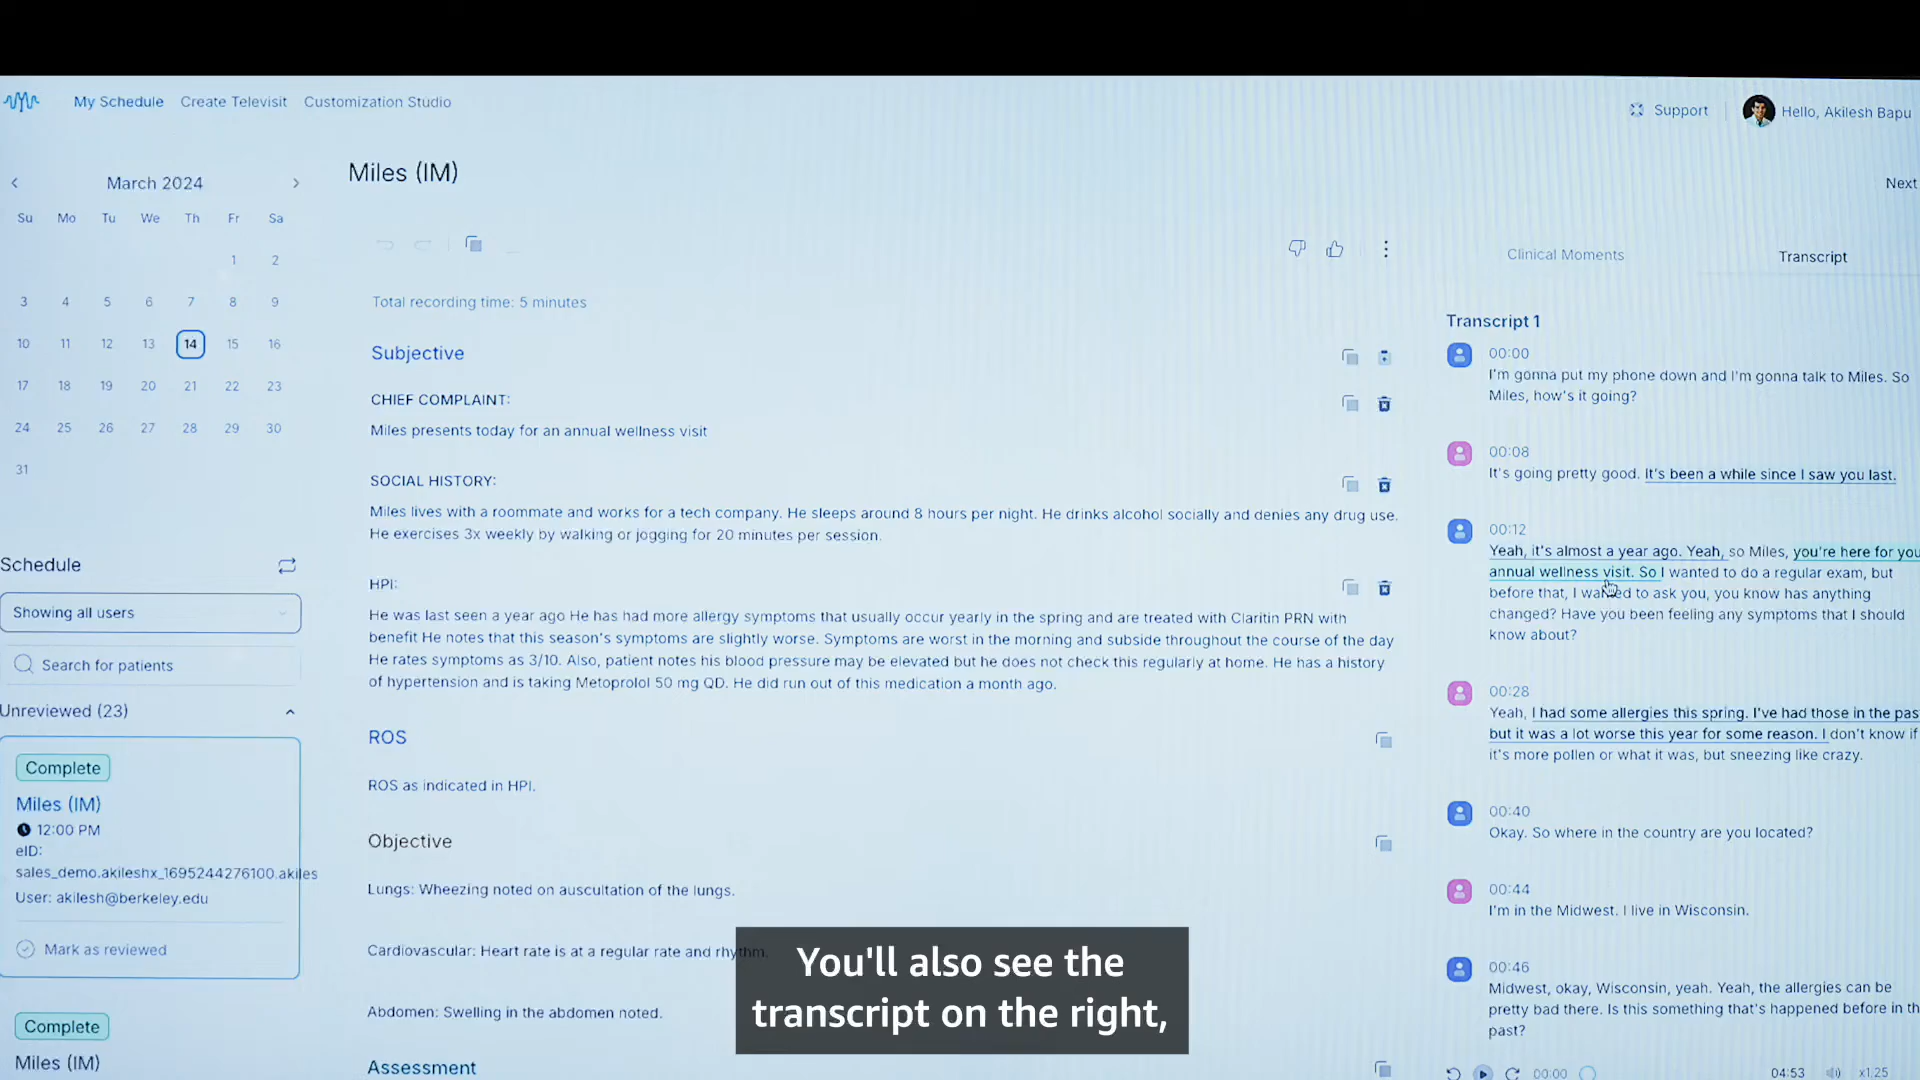 My Schedule Create Televisit Customization Studio
Support Hello, Akilesh Bapu
March 2024
Su Mo Tu We Th Fr Sa
1 2
3 4 5 6 7 8 9
10 11 12 13 14 15 16
17 18 19 20 21 22 23
24 25 26 27 28 29 30
31
Schedule
Showing all users
Search for patients
Unreviewed (23)
Complete
Miles (IM)
12:00 PM
eID:
sales_demo.akileshx_1695244276100.akiles
User: akilesh@berkeley.edu
Mark as reviewed
Complete
Miles (IM)
Miles (IM)
Next
Total recording time: 5 minutes
Subjective
CHIEF COMPLAINT:
Miles presents today for an annual wellness visit
SOCIAL HISTORY:
Miles lives with a roommate and works for a tech company. He sleeps around 8 hours per night. He drinks alcohol socially and denies any drug use.
He exercises 3x weekly by walking or jogging for 20 minutes per session.
HPI:
He was last seen a year ago He has had more allergy symptoms that usually occur yearly in the spring and are treated with Claritin PRN with
benefit He notes that this season's symptoms are slightly worse. Symptoms are worst in the morning and subside throughout the course of the day
He rates symptoms as 3/10. Also, patient notes his blood pressure may be elevated but he does not check this regularly at home. He has a history
of hypertension and is taking Metoprolol 50 mg QD. He did run out of this medication a month ago.
ROS
ROS as indicated in HPI.
Objective
Lungs: Wheezing noted on auscultation of the lungs.
Cardiovascular: Heart rate is at a regular rate and rhythm.
Abdomen: Swelling in the abdomen noted.
Assessment
Clinical Moments Transcript
Transcript 1
00:00
I'm gonna put my phone down and I'm gonna talk to Miles. So
Miles, how's it going?
00:08
It's going pretty good. It's been a while since I saw you last.
00:12
Yeah, it's almost a year ago. Yeah, so Miles, you're here for you
annual wellness visit. So I wanted to do a regular exam, but
before that, I wanted to ask you, you know has anything
changed? Have you been feeling any symptoms that I should
know about?
00:28
Yeah, I had some allergies this spring. I've had those in the past
but it was a lot worse this year for some reason. I don't know if
it's more pollen or what it was, but sneezing like crazy.
00:40
Okay. So where in the country are you located?
00:44
I'm in the Midwest. I live in Wisconsin.
00:46
Midwest, okay, Wisconsin, yeah. Yeah, the allergies can be
pretty bad there. Is this something that's happened before in th
past?
00:00 04:53 x1.25
You'll also see the
transcript on the right,